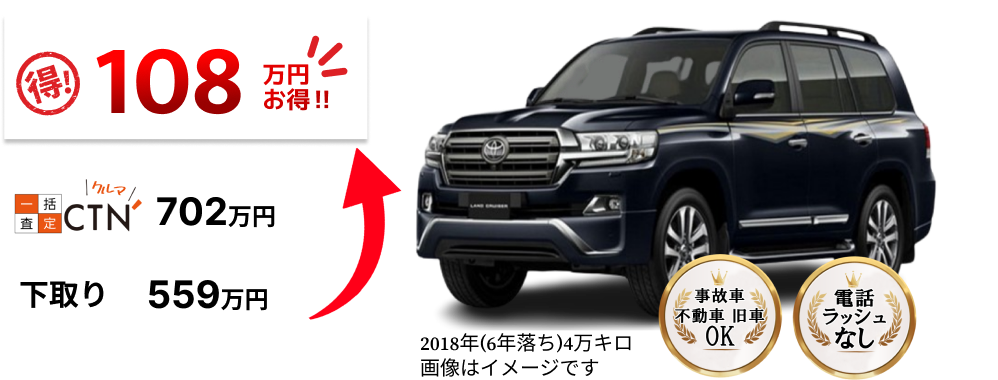 得! 108 万円
お得!!
クルマ
一括
査定 CTN 702万円
下取り 559万円
LAND CRUISER
2018年(6年落ち)4万キロ
画像はイメージです
事故車
不動車 旧車
OK
電話
ラッシュ
なし